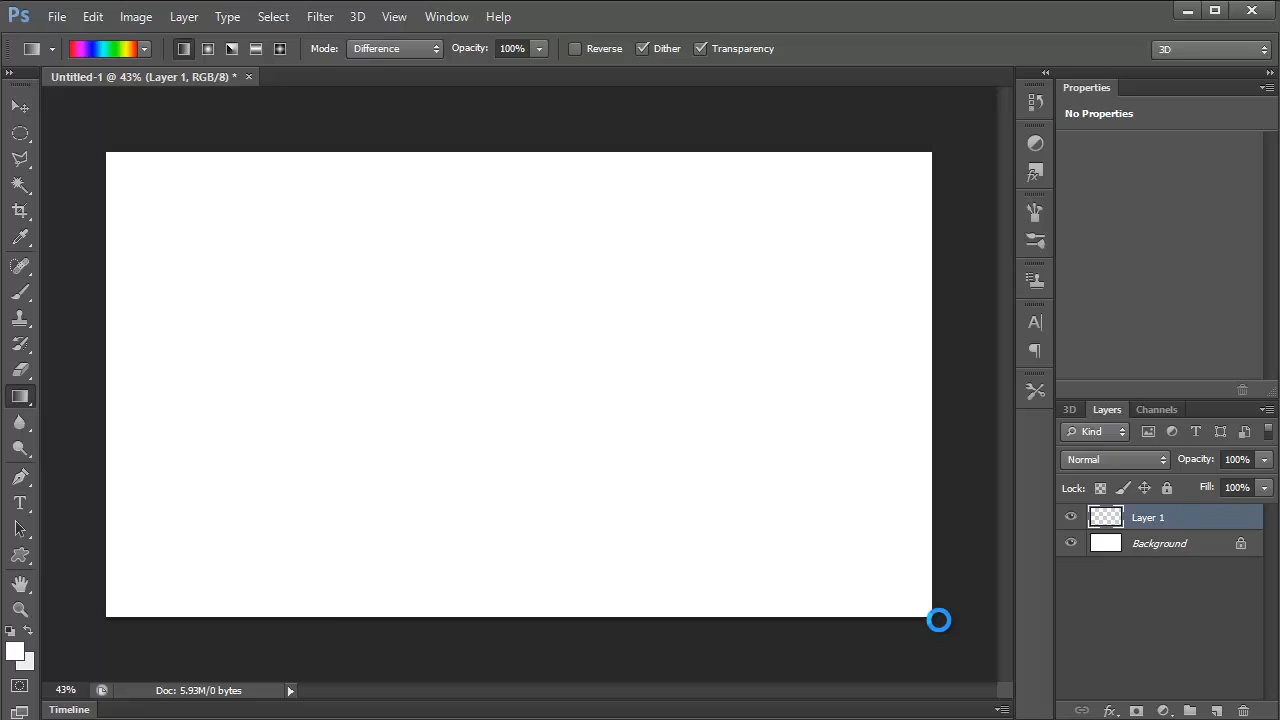 Ps File Edit Image Layer Type Select Filter 3D View Window Help
Mode: Difference Opacity: 100% Reverse Dither Transparency 3D
Untitled-1 @ 43% (Layer 1, RGB/8) * ×
Properties
No Properties
3D Layers Channels
Kind
Normal Opacity: 100%
Lock: Fill: 100%
Layer 1
Background
43% Doc: 5.93M/0 bytes
Timeline